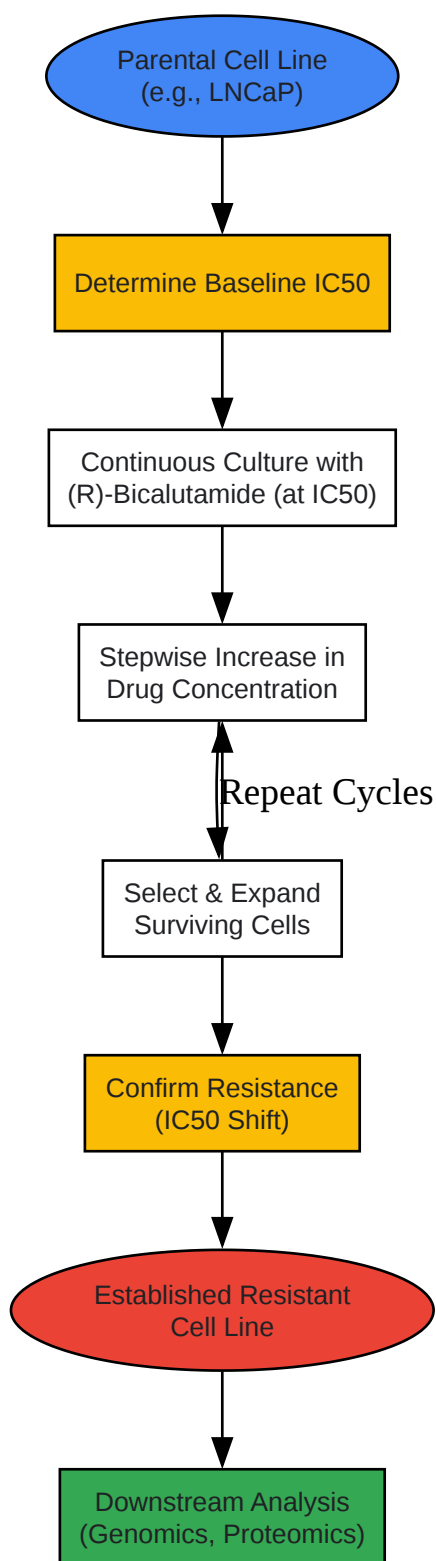 Parental Cell Line
(e.g., LNCaP)
Determine Baseline IC50
Continuous Culture with
(R)-Bicalutamide (at IC50)
Stepwise Increase in
Drug Concentration
Repeat Cycles
Select & Expand
Surviving Cells
Confirm Resistance
(IC50 Shift)
Established Resistant
Cell Line
Downstream Analysis
(Genomics, Proteomics)